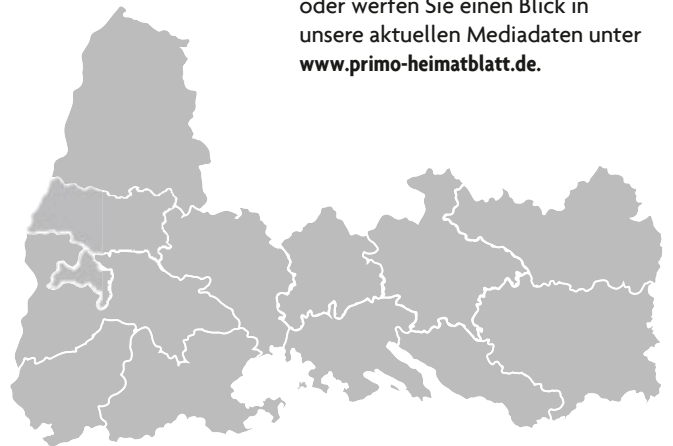 oder werfen Sie einen Blick in
unsere aktuellen Mediadaten unter
www.primo-heimatblatt.de.